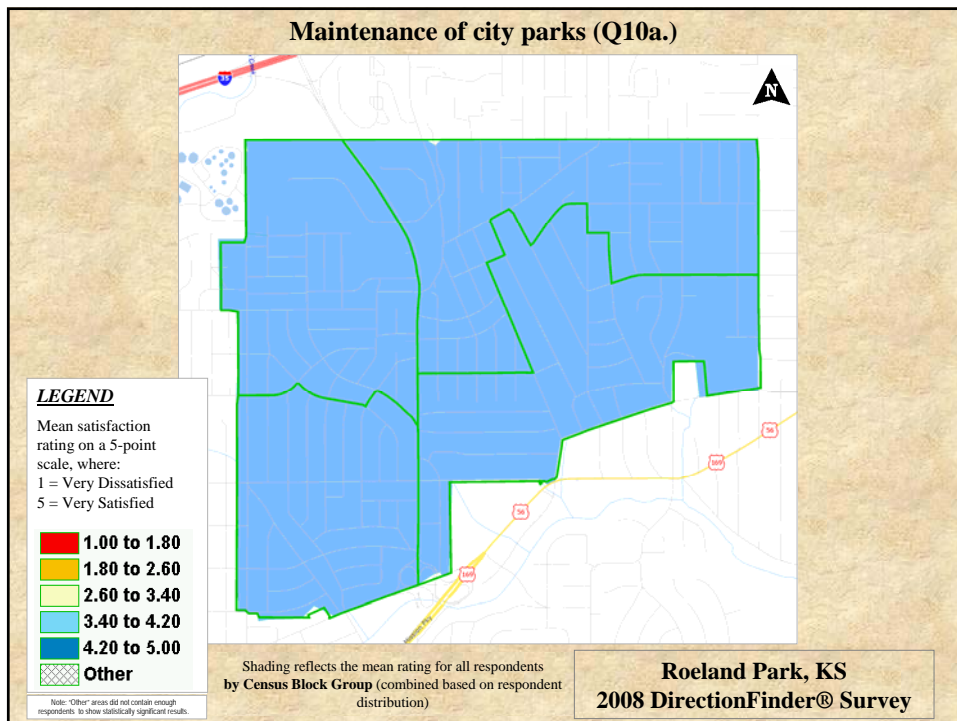 Maintenance of city parks (Q10a.)
35
N
56
169
56
169
LEGEND
Mean satisfaction
rating on a 5-point
scale, where:
1 = Very Dissatisfied
5 = Very Satisfied
1.00 to 1.80
1.80 to 2.60
2.60 to 3.40
3.40 to 4.20
4.20 to 5.00
Other
Note: "Other" areas did not contain enough
respondents to show statistically significant results.
Shading reflects the mean rating for all respondents
by Census Block Group (combined based on respondent
distribution)
Roeland Park, KS
2008 DirectionFinder® Survey